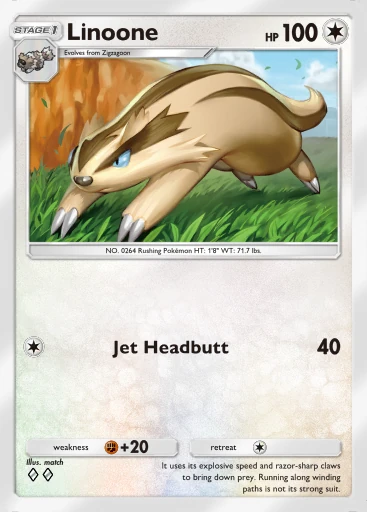 STAGE 1
Linoone
HP 100
Evolves from Zigzagoon
NO. 0264 Rushing Pokémon HT: 1'8" WT: 71.7 lbs.
Jet Headbutt 40
weakness +20 retreat
Illus. match
It uses its explosive speed and razor-sharp claws
to bring down prey. Running along winding
paths is not its strong suit.